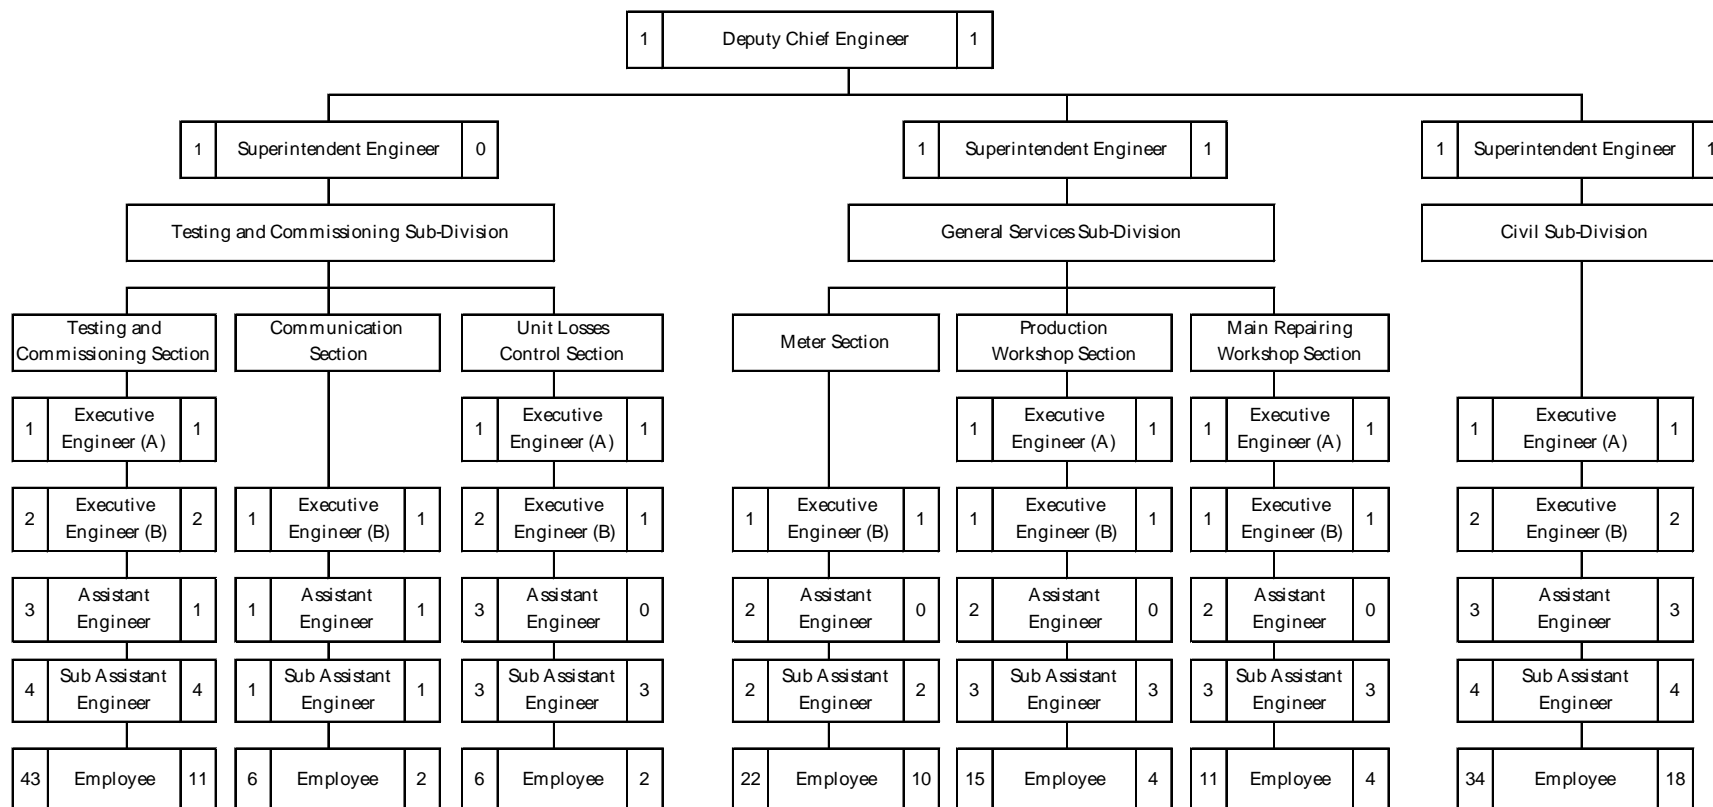 1 Deputy Chief Engineer 1
1 Superintendent Engineer 0
1 Superintendent Engineer 1
1 Superintendent Engineer 1
Testing and Commissioning Sub-Division
General Services Sub-Division
Civil Sub-Division
Testing and
Commissioning Section
Communication
Section
Unit Losses
Control Section
Meter Section
Production
Workshop Section
Main Repairing
Workshop Section
1 Executive
Engineer (A) 1
1 Executive
Engineer (A) 1
1 Executive
Engineer (A) 1
1 Executive
Engineer (A) 1
1 Executive
Engineer (A) 1
2 Executive
Engineer (B) 2
1 Executive
Engineer (B) 1
2 Executive
Engineer (B) 1
1 Executive
Engineer (B) 1
1 Executive
Engineer (B) 1
1 Executive
Engineer (B) 1
2 Executive
Engineer (B) 2
3 Assistant
Engineer 1
1 Assistant
Engineer 1
3 Assistant
Engineer 0
2 Assistant
Engineer 0
2 Assistant
Engineer 0
2 Assistant
Engineer 0
3 Assistant
Engineer 3
4 Sub Assistant
Engineer 4
1 Sub Assistant
Engineer 1
3 Sub Assistant
Engineer 3
2 Sub Assistant
Engineer 2
3 Sub Assistant
Engineer 3
3 Sub Assistant
Engineer 3
4 Sub Assistant
Engineer 4
43 Employee 11
6 Employee 2
6 Employee 2
22 Employee 10
15 Employee 4
11 Employee 4
34 Employee 18